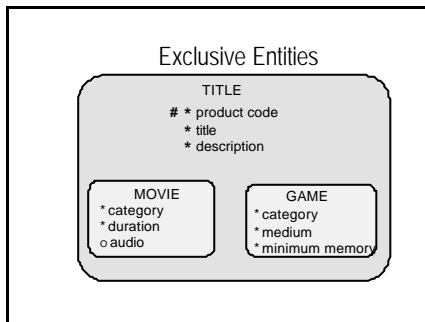 Exclusive Entities
TITLE
# * product code
* title
* description
MOVIE
* category
* duration
o audio
GAME
* category
* medium
* minimum memory